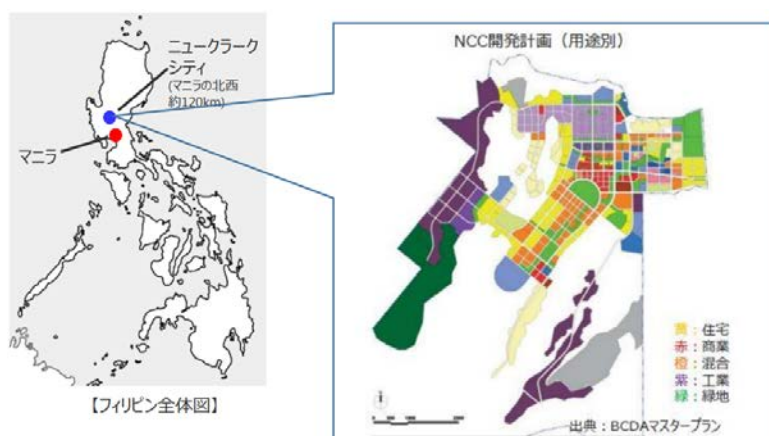 ニュークラーク
シティ
(マニラの北西
約120km)
マニラ
【フィリピン全体図】
NCC開発計画（用途別）
黄：住宅
赤：商業
橙：混合
紫：工業
緑：緑地
出典：BCDAマスタープラン